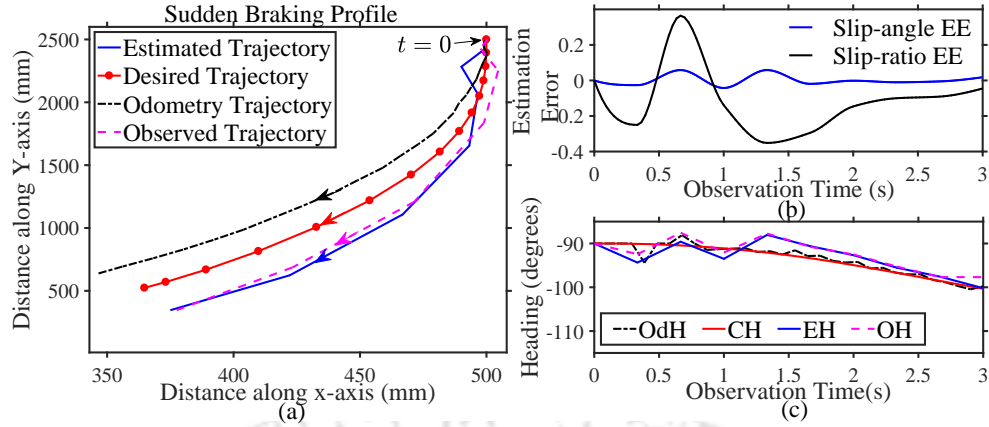 Sudden Braking Profile
t = 0
Estimated Trajectory
Desired Trajectory
Odometry Trajectory
Observed Trajectory
2500
2000
1500
1000
500
Distance along Y-axis (mm)
350
400
450
500
Distance along x-axis (mm)
(a)
Slip-angle EE
Slip-ratio EE
Estimation
Error
0.2
0
-0.4
0
0.5
1
1.5
2
2.5
3
Observation Time (s)
(b)
Heading (degrees)
-90
-100
-110
OdH
CH
EH
OH
0
0.5
1
1.5
2
2.5
3
Observation Time(s)
(c)